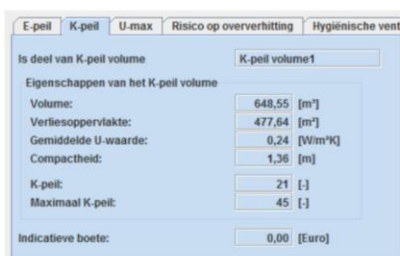 E-peil K-peil U-max Risico op oververhitting Hygiënische vent
Is deel van K-peil volume K-peil volume1
Eigenschappen van het K-peil volume
Volume: 648,55 [m³]
Verliesoppervlakte: 477,64 [m²]
Gemiddelde U-waarde: 0,24 [W/m²K]
Compactheid: 1,36 [m]
K-peil: 21 [-]
Maximaal K-peil: 45 [-]
Indicatieve boete: 0,00 [Euro]